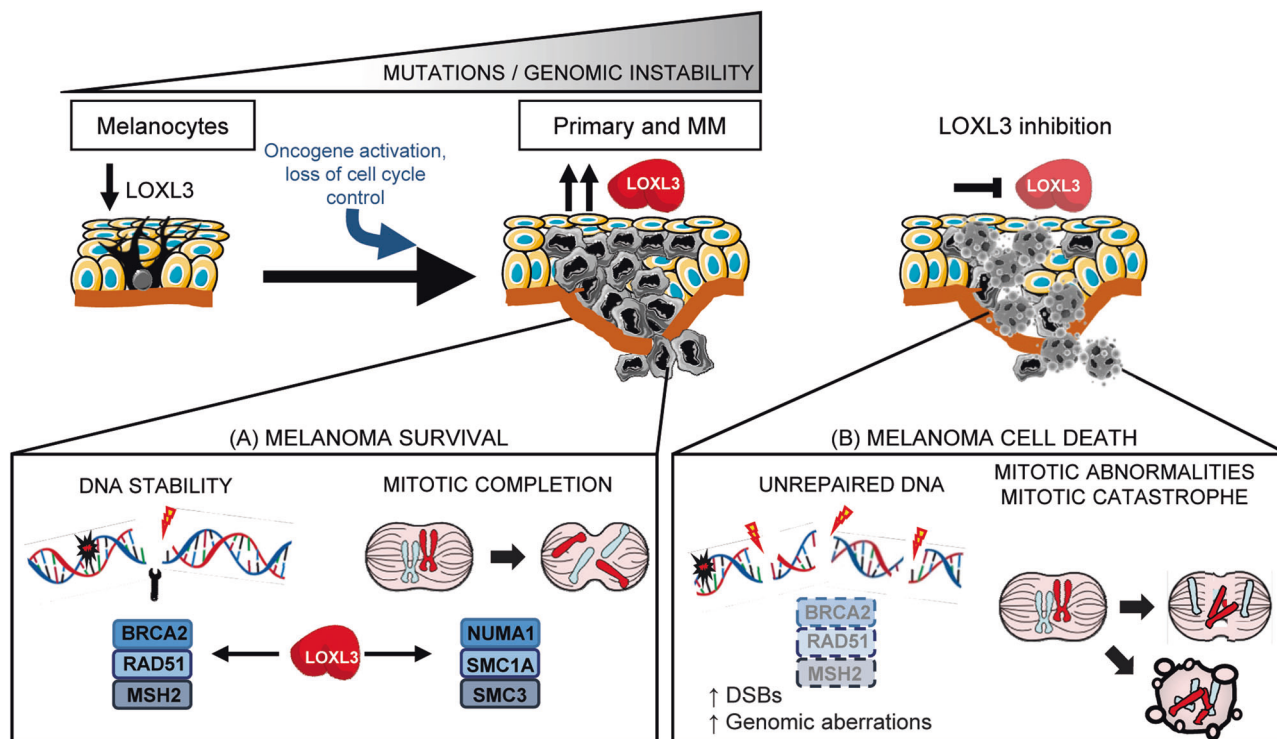 MUTATIONS / GENOMIC INSTABILITY
Melanocytes
Primary and MM
LOXL3 inhibition
LOXL3
Oncogene activation,
loss of cell cycle
control
LOXL3
LOXL3
(A) MELANOMA SURVIVAL
DNA STABILITY
MITOTIC COMPLETION
BRCA2
RAD51
MSH2
LOXL3
NUMA1
SMC1A
SMC3
(B) MELANOMA CELL DEATH
UNREPAIRED DNA
MITOTIC ABNORMALITIES
MITOTIC CATASTROPHE
BRCA2
RAD51
MSH2
↑ DSBs
↑ Genomic aberrations